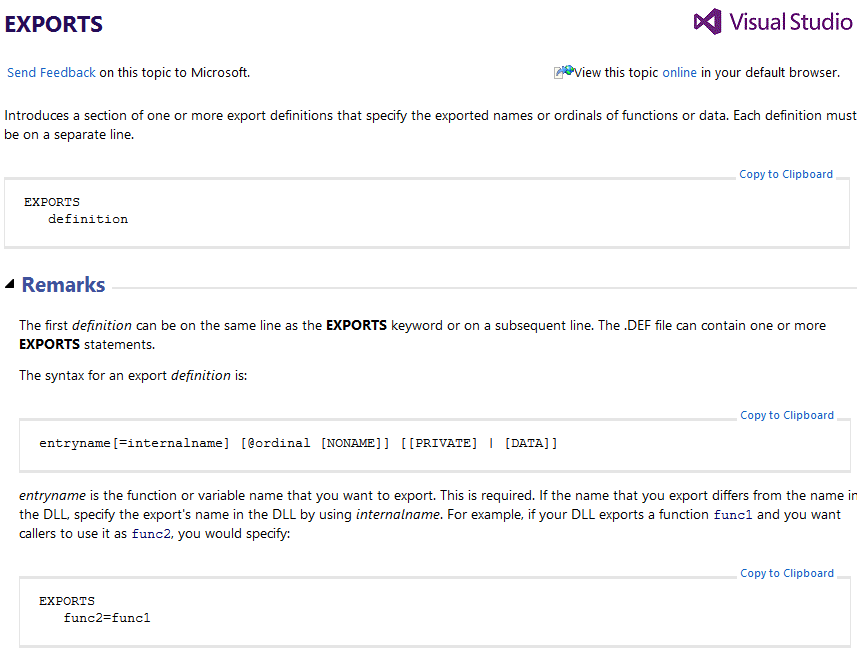 EXPORTS
Visual Studio
Send Feedback on this topic to Microsoft.
View this topic online in your default browser.
Introduces a section of one or more export definitions that specify the exported names or ordinals of functions or data. Each definition must
be on a separate line.
Copy to Clipboard
EXPORTS
definition
Remarks
The first definition can be on the same line as the EXPORTS keyword or on a subsequent line. The .DEF file can contain one or more
EXPORTS statements.
The syntax for an export definition is:
Copy to Clipboard
entryname[=internalname] [@ordinal [NONAME]] [[PRIVATE] | [DATA]]
entryname is the function or variable name that you want to export. This is required. If the name that you export differs from the name in
the DLL, specify the export's name in the DLL by using internalname. For example, if your DLL exports a function func1 and you want
callers to use it as func2, you would specify:
Copy to Clipboard
EXPORTS
func2=func1